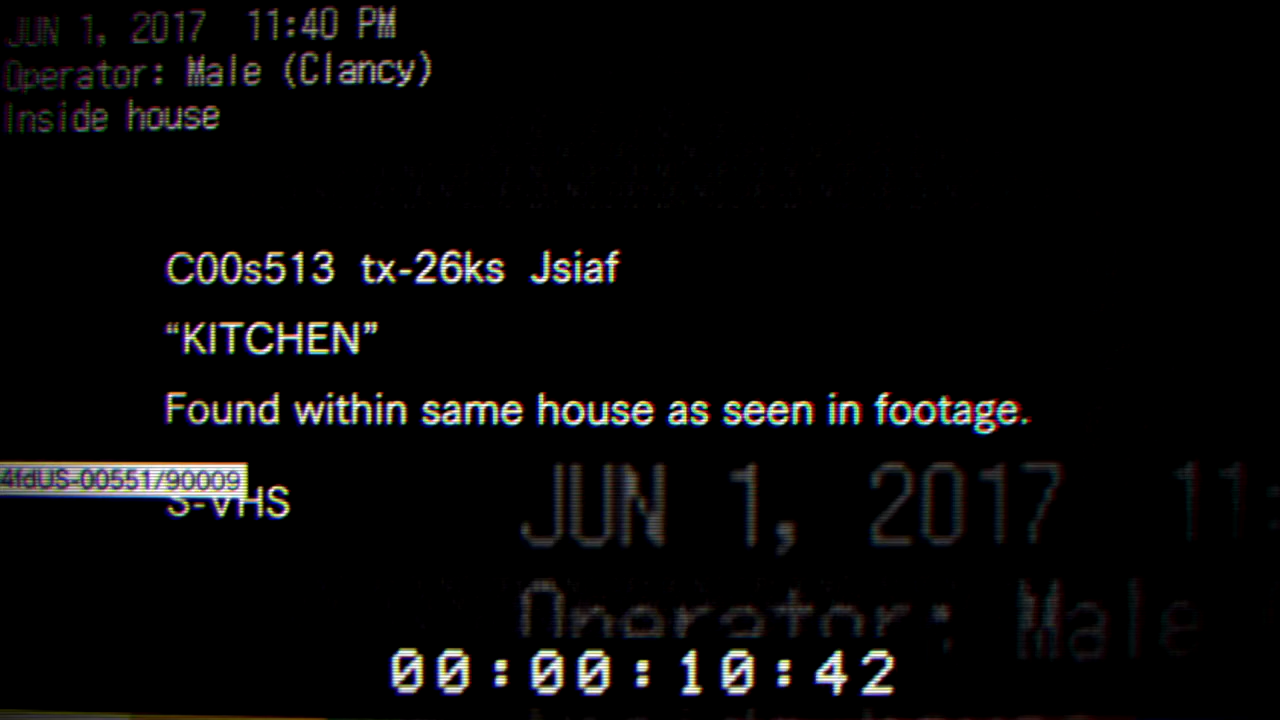 JUN 1, 2017 11:40 PM
Operator: Male (Clancy)
Inside house
C00s513 tx-26ks Jsiaf
“KITCHEN”
Found within same house as seen in footage.
4fdUS-00551/90009
S-VHS
JUN 1, 2017 11:
Operator: Male
00:00:10:42